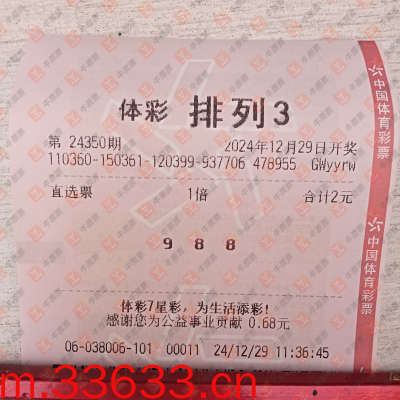 体彩 排列3
第 24350期 2024年12月29日开奖
110360-150361-120399-937706 478955 GWyyrw
直选票 1倍 合计2元
9 8 8
体彩7星彩，为生活添彩!
感谢您为公益事业贡献 0.68元
06-038006-101 00011 24/12/29 11:36:45
中国体育彩票
中国体育彩票
m.33633.cn